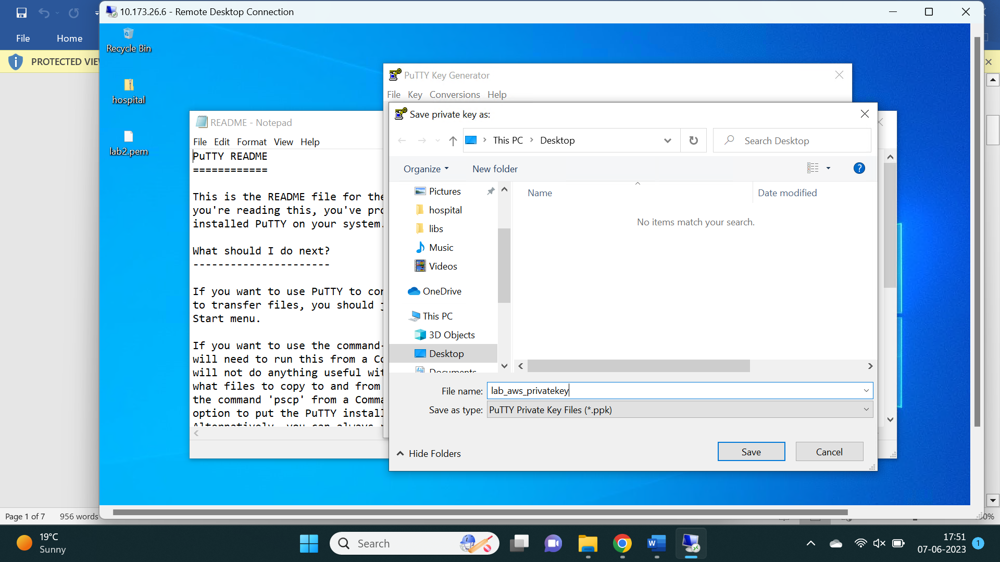 10.173.26.6 - Remote Desktop Connection
File Home
PROTECTED VIE
Recycle Bin
hospital
lab2.pem
README - Notepad
File Edit Format View Help
PuTTY README
============
This is the README file for the
you're reading this, you've pro
installed PuTTY on your system.
What should I do next?
----------------------
If you want to use PuTTY to con
to transfer files, you should j
Start menu.
If you want to use the command-
will need to run this from a Co
will not do anything useful wit
what files to copy to and from
the command 'pscp' from a Comma
option to put the PuTTY install
Alternatively, you can always r
PuTTY Key Generator
File Key Conversions Help
Save private key as:
This PC > Desktop
Search Desktop
Organize New folder
Name Date modified
No items match your search.
Pictures
hospital
libs
Music
Videos
OneDrive
This PC
3D Objects
Desktop
Documents
File name: lab_aws_privatekey
Save as type: PuTTY Private Key Files (*.ppk)
Hide Folders
Save Cancel
Page 1 of 7 956 words
19°C
Sunny
Search
17:51
07-06-2023
1